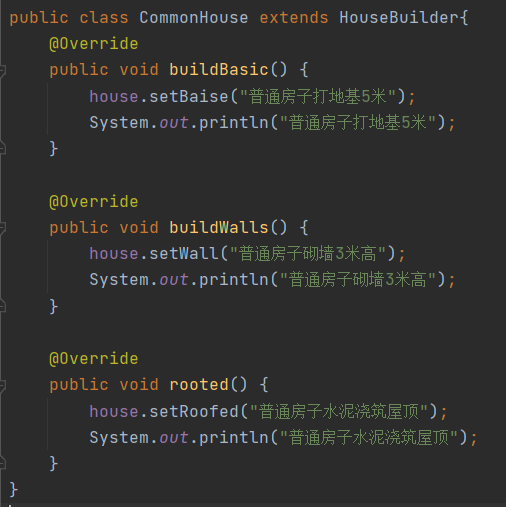 public class CommonHouse extends HouseBuilder{
    @Override
    public void buildBasic() {
        house.setBaise("普通房子打地基5米");
        System.out.println("普通房子打地基5米");
    }

    @Override
    public void buildWalls() {
        house.setWall("普通房子砌墙3米高");
        System.out.println("普通房子砌墙3米高");
    }

    @Override
    public void rooted() {
        house.setRoofed("普通房子水泥浇筑屋顶");
        System.out.println("普通房子水泥浇筑屋顶");
    }
}